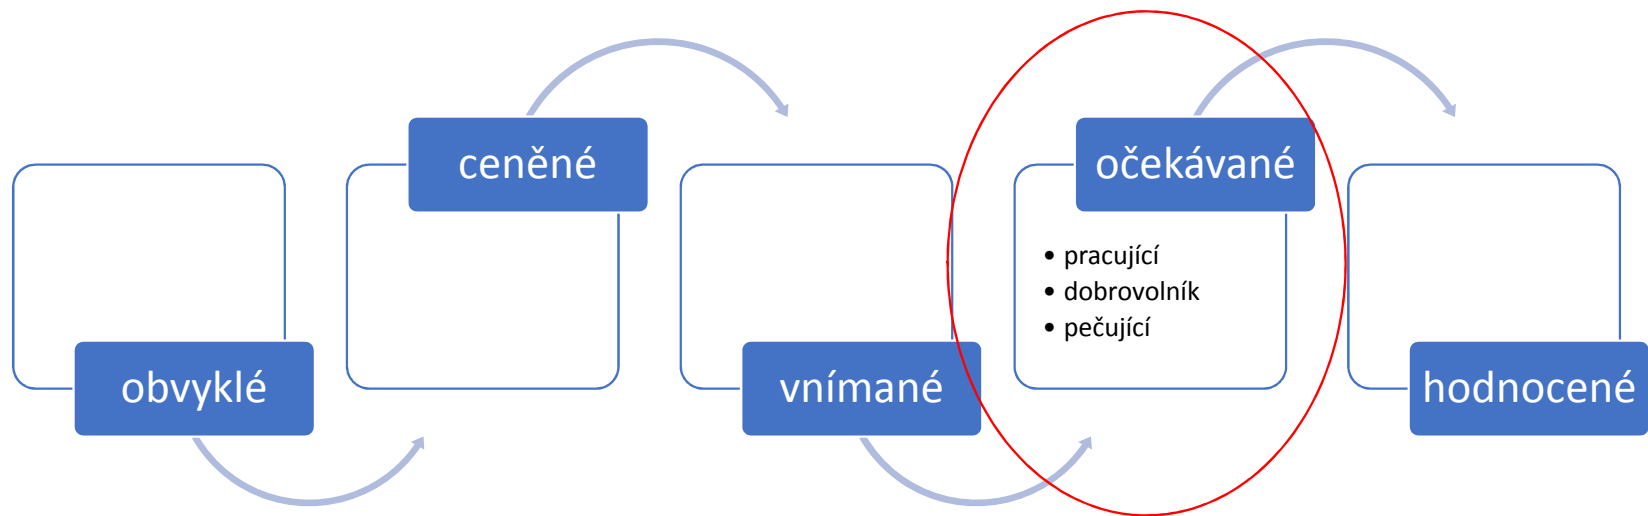 obvyklé
ceněné
vnímané
očekávané
• pracující
• dobrovolník
• pečující
hodnocené